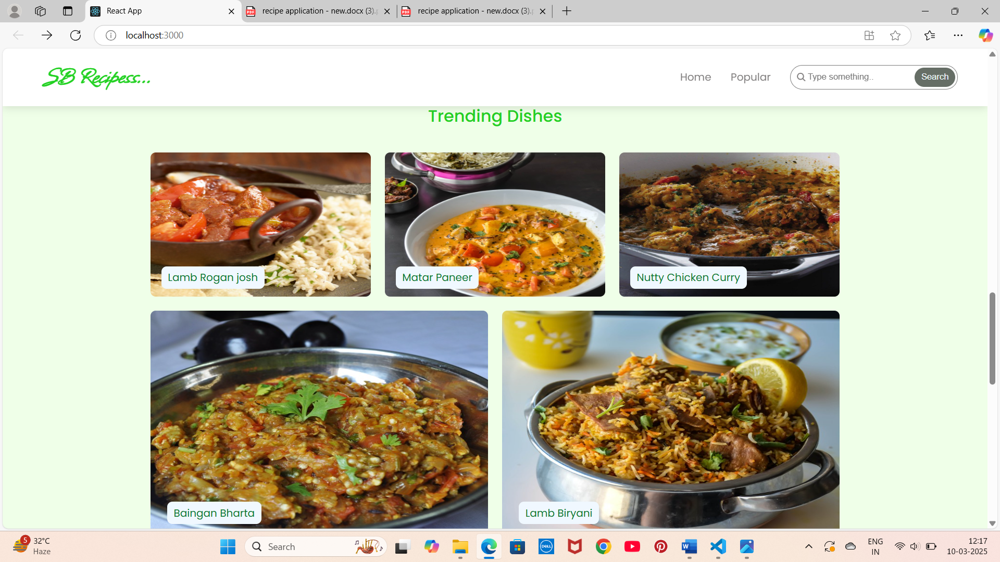 React App
recipe application - new.docx (3).p
recipe application - new.docx (3).p
localhost:3000
SB Recipess...
Home
Popular
Type something..
Search
Trending Dishes
Lamb Rogan josh
Matar Paneer
Nutty Chicken Curry
Baingan Bharta
Lamb Biryani
5
32°C
Haze
Search
DELL
W
ENG
IN
12:17
10-03-2025